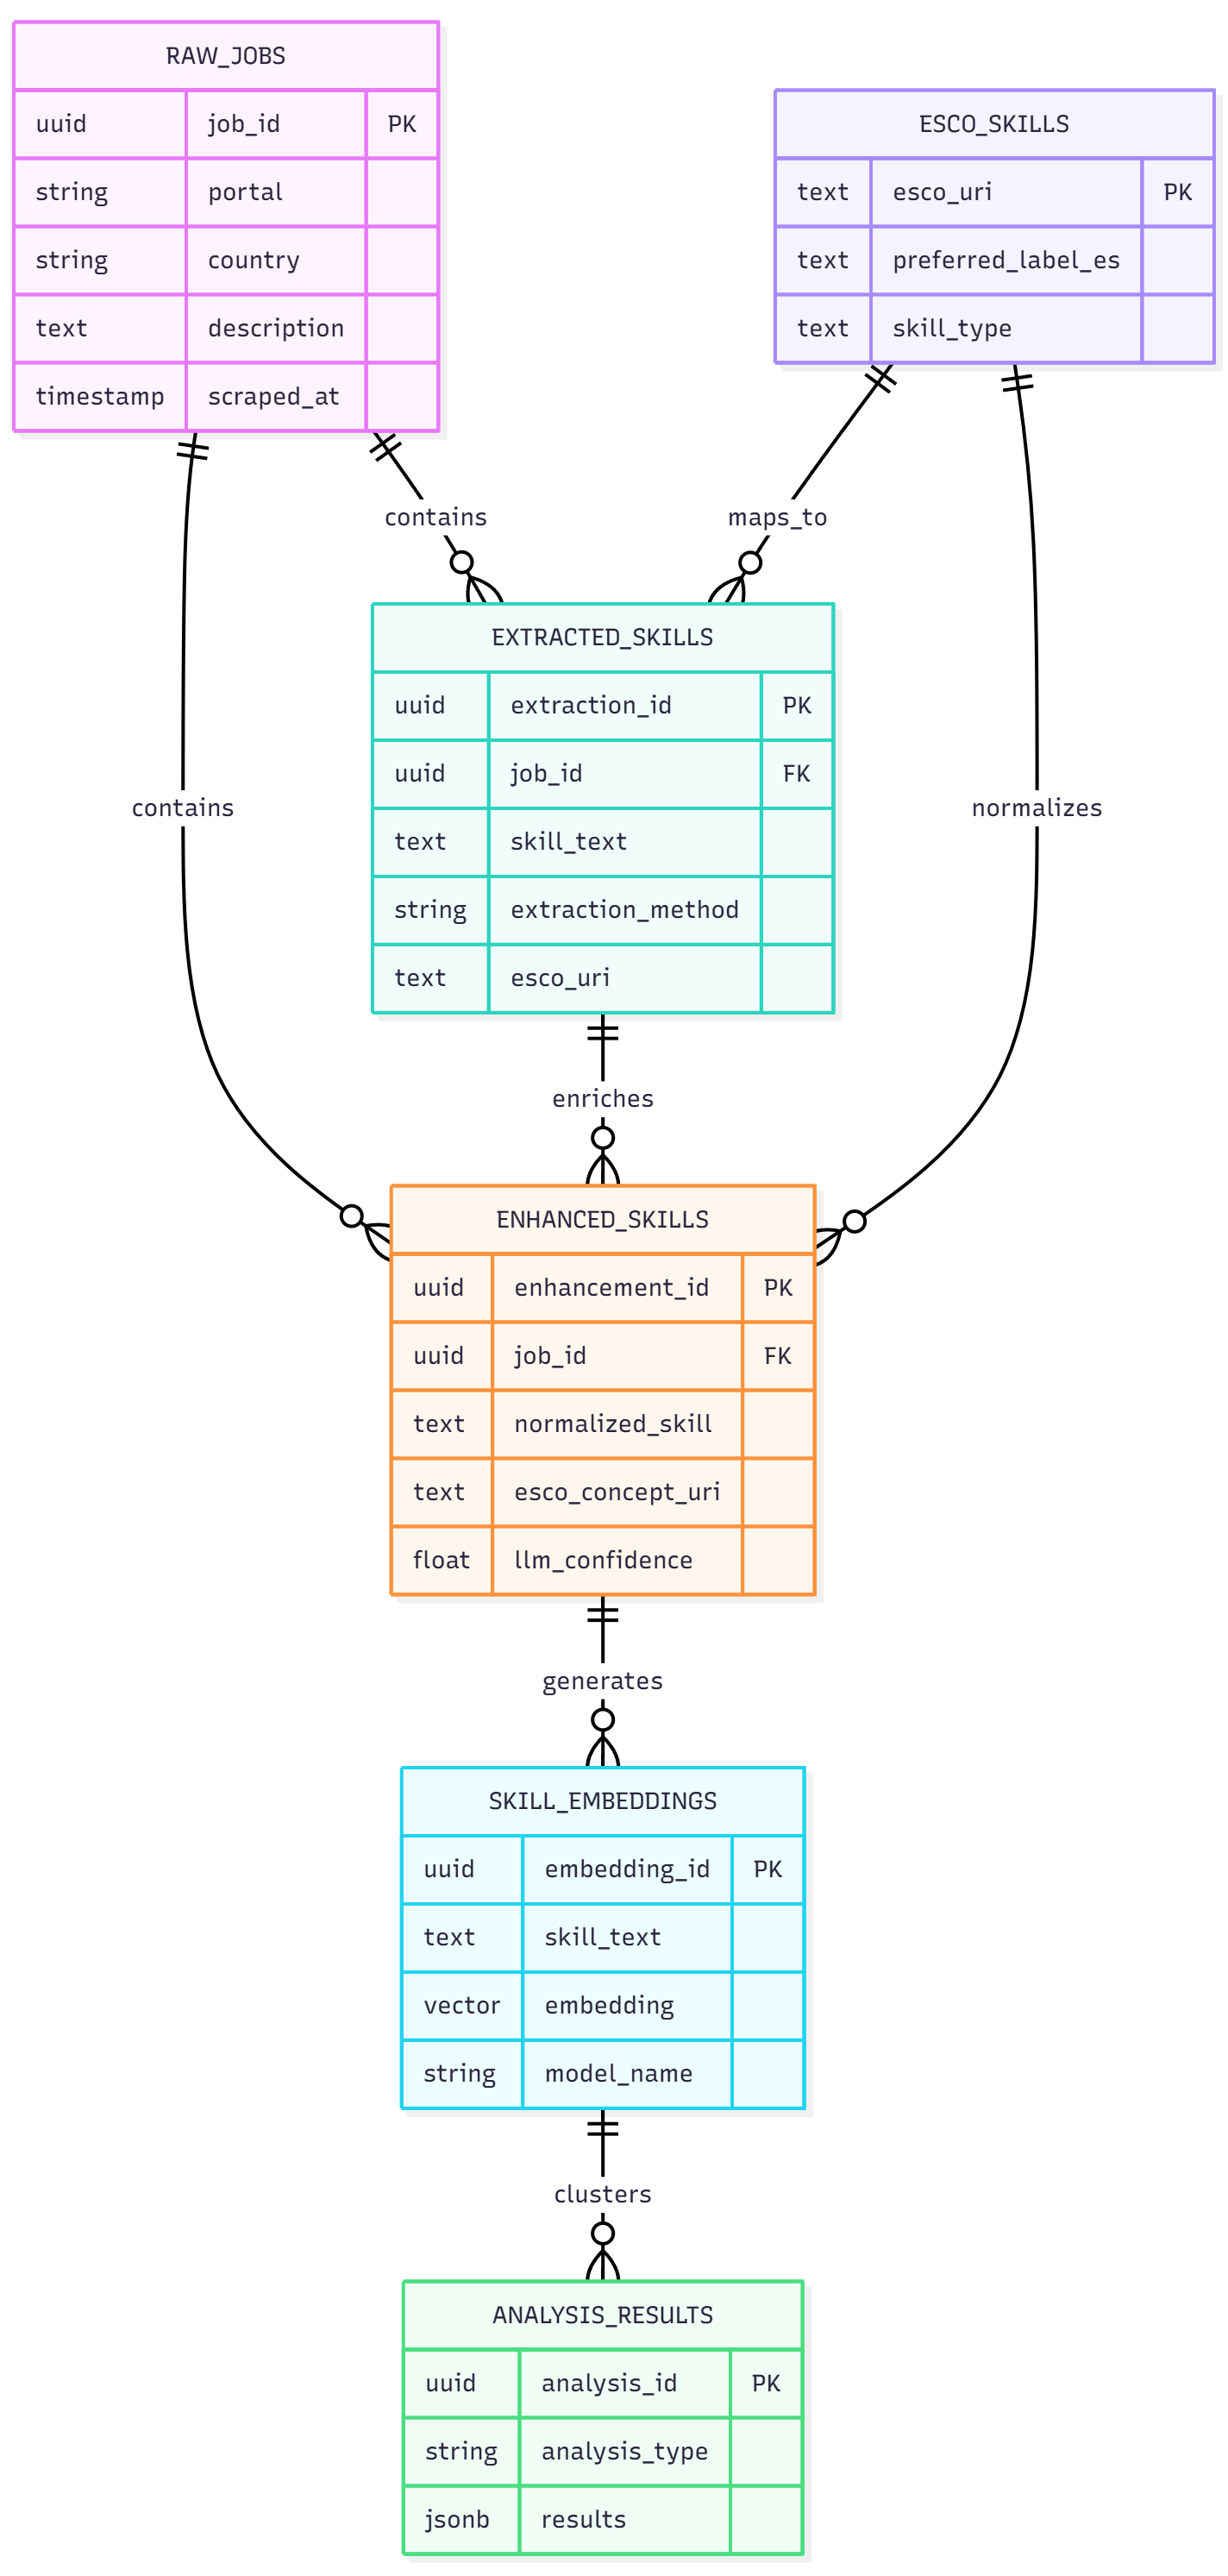 RAW_JOBS
uuid job_id PK
string portal
string country
text description
timestamp scraped_at
ESCO_SKILLS
text esco_uri PK
text preferred_label_es
text skill_type
contains
maps_to
EXTRACTED_SKILLS
uuid extraction_id PK
uuid job_id FK
text skill_text
string extraction_method
text esco_uri
contains
normalizes
enriches
ENHANCED_SKILLS
uuid enhancement_id PK
uuid job_id FK
text normalized_skill
text esco_concept_uri
float llm_confidence
generates
SKILL_EMBEDDINGS
uuid embedding_id PK
text skill_text
vector embedding
string model_name
clusters
ANALYSIS_RESULTS
uuid analysis_id PK
string analysis_type
jsonb results